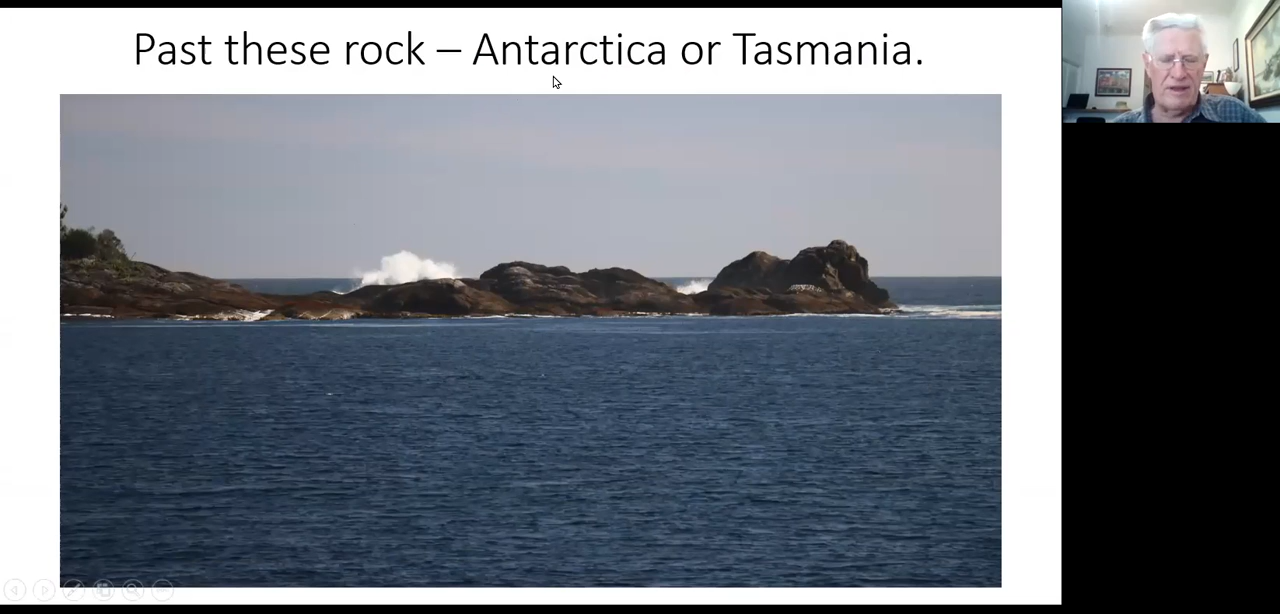 Past these rock – Antarctica or Tasmania.